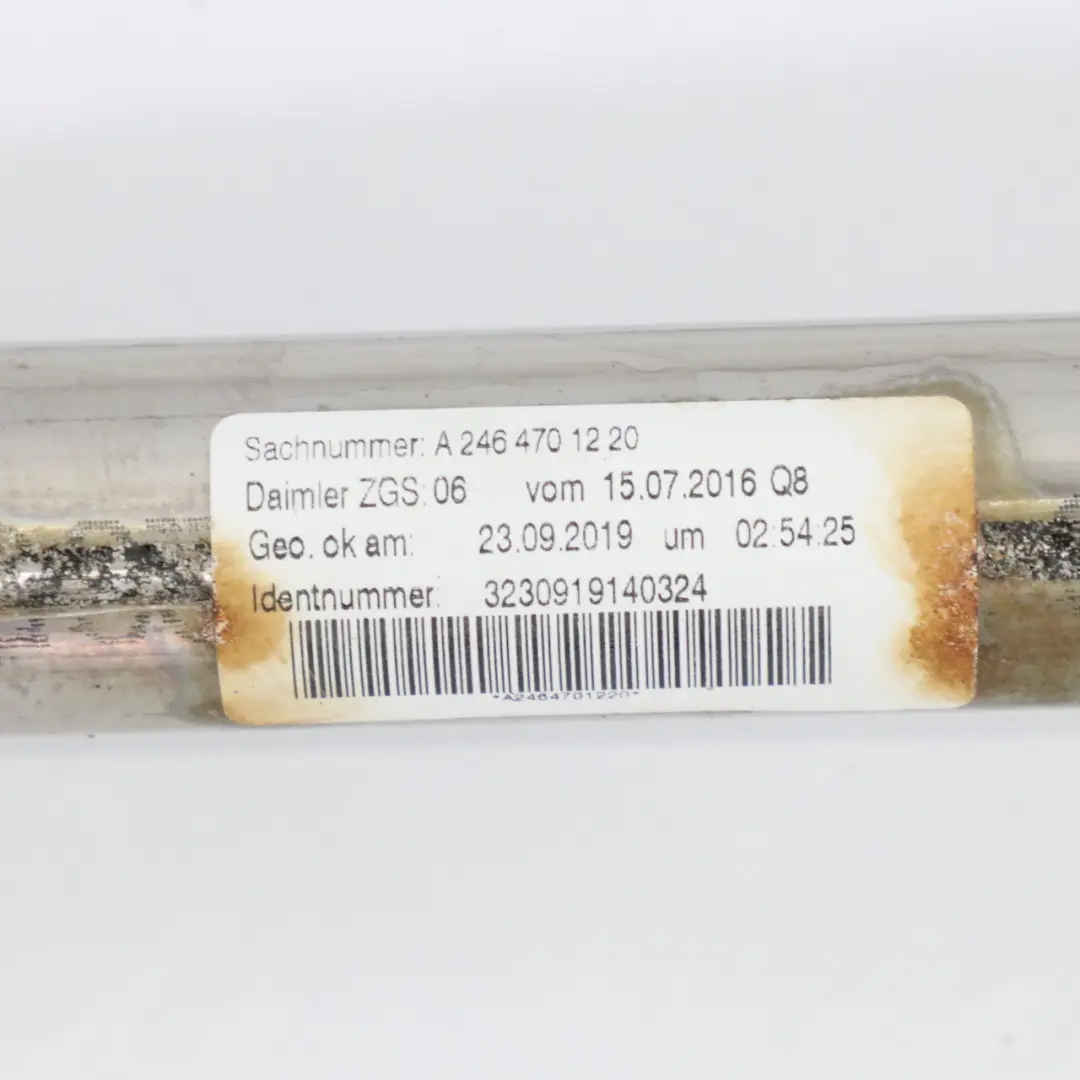 Sachnummer: A 246 470 12 20
Daimler ZGS: 06 vom 15.07.2016 Q8
Geo. ok am: 23.09.2019 um 02:54:25
Identnummer: 3230919140324
*A2464701220*